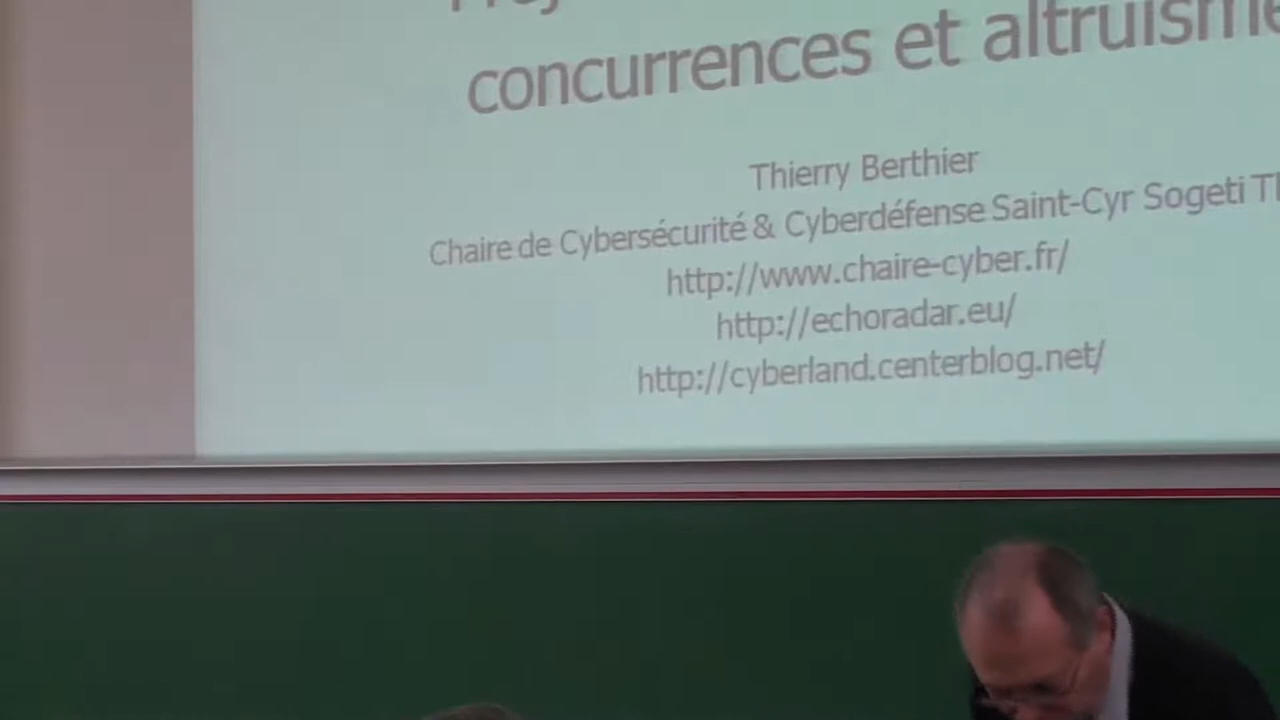 concurrences et altruisme
Thierry Berthier
Chaire de Cybersécurité & Cyberdéfense Saint-Cyr Sogeti
http://www.chaire-cyber.fr/
http://echoradar.eu/
http://cyberland.centerblog.net/